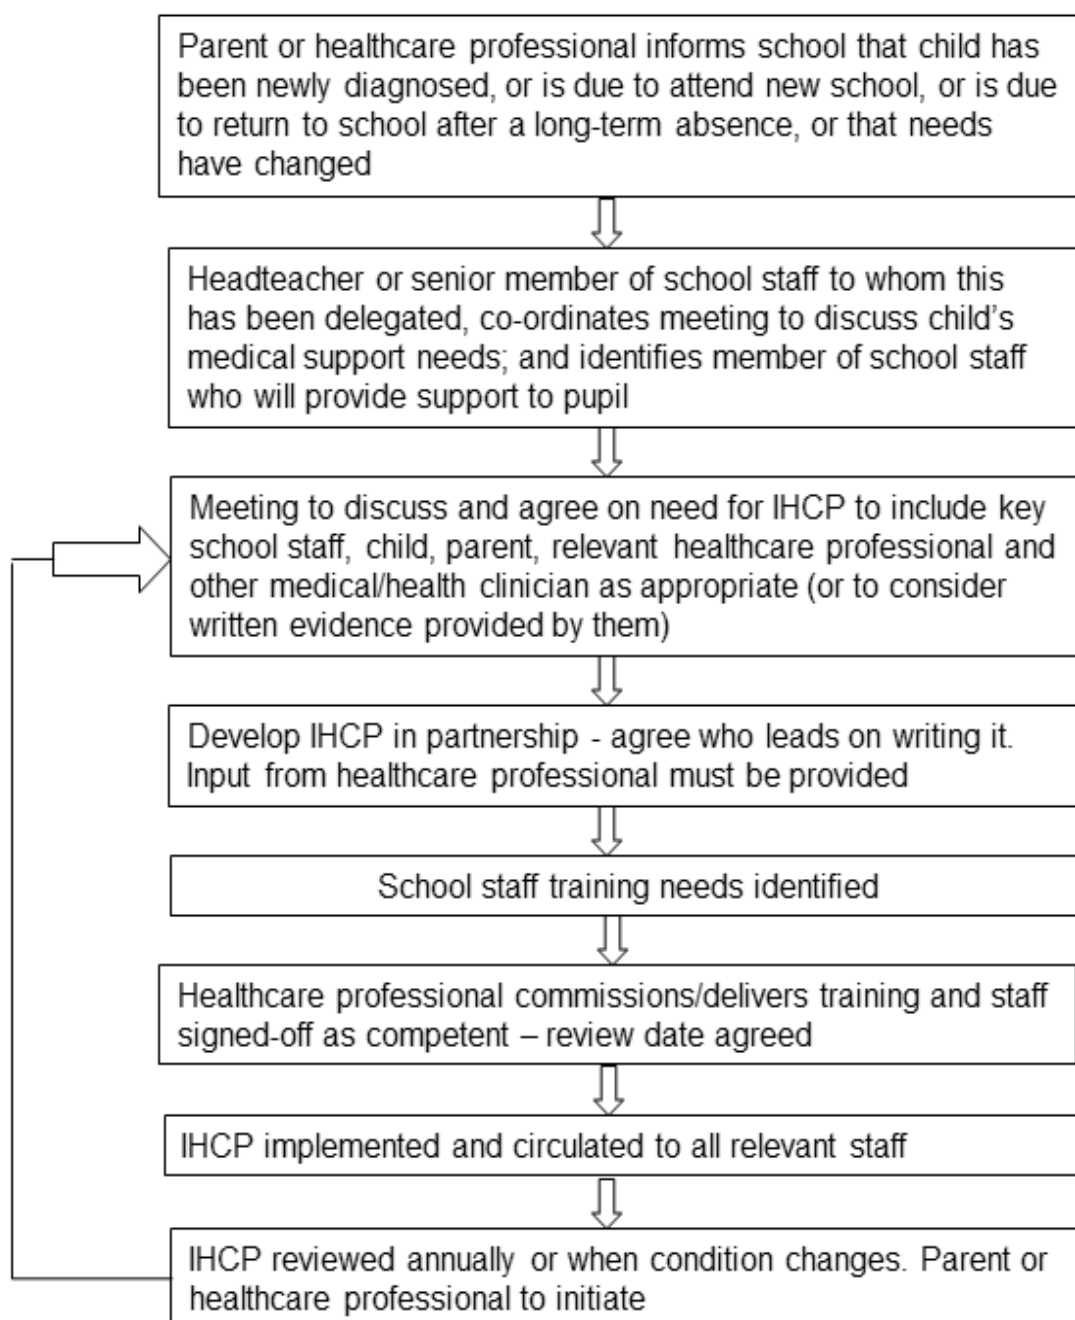 Parent or healthcare professional informs school that child has
been newly diagnosed, or is due to attend new school, or is due
to return to school after a long-term absence, or that needs
have changed
Headteacher or senior member of school staff to whom this
has been delegated, co-ordinates meeting to discuss child’s
medical support needs; and identifies member of school staff
who will provide support to pupil
Meeting to discuss and agree on need for IHCP to include key
school staff, child, parent, relevant healthcare professional and
other medical/health clinician as appropriate (or to consider
written evidence provided by them)
Develop IHCP in partnership - agree who leads on writing it.
Input from healthcare professional must be provided
School staff training needs identified
Healthcare professional commissions/delivers training and staff
signed-off as competent – review date agreed
IHCP implemented and circulated to all relevant staff
IHCP reviewed annually or when condition changes. Parent or
healthcare professional to initiate